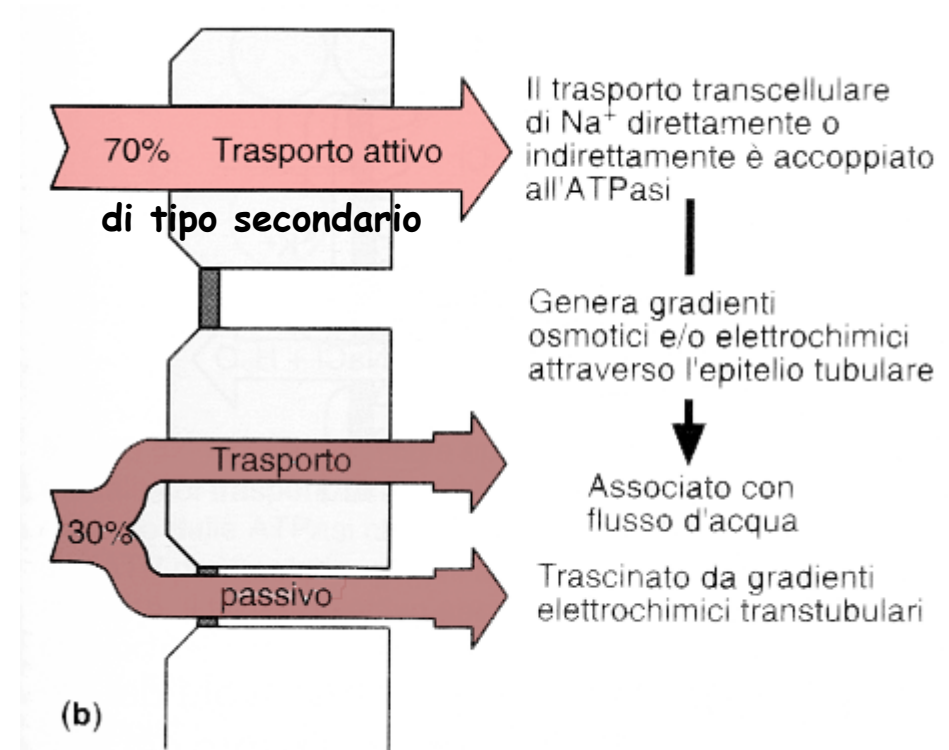 70% Trasporto attivo
di tipo secondario
Il trasporto transcellulare
di Na⁺ direttamente o
indirettamente è accoppiato
all'ATPasi
Genera gradienti
osmotici e/o elettrochimici
attraverso l'epitelio tubulare
Trasporto
30%
passivo
Associato con
flusso d'acqua
Trascinato da gradienti
elettrochimici transtubulari
(b)